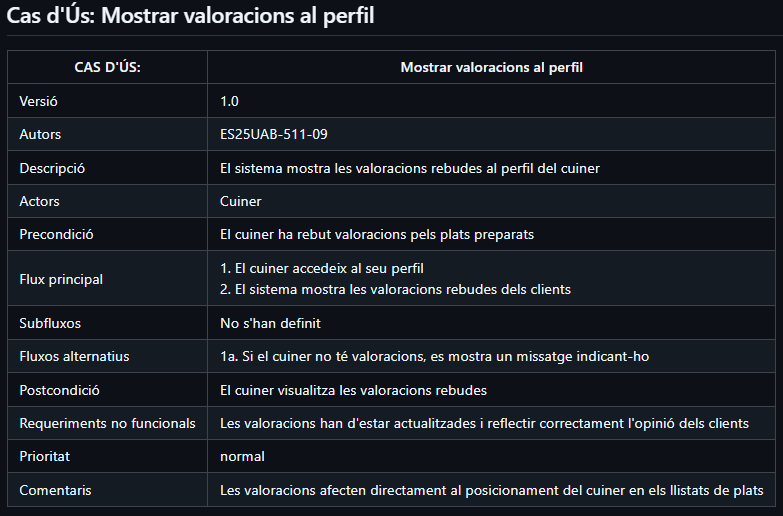 Cas d'Ús: Mostrar valoracions al perfil
CAS D'ÚS: Mostrar valoracions al perfil
Versió 1.0
Autors ES25UAB-511-09
Descripció El sistema mostra les valoracions rebudes al perfil del cuiner
Actors Cuiner
Precondició El cuiner ha rebut valoracions pels plats preparats
Flux principal 1. El cuiner accedeix al seu perfil
2. El sistema mostra les valoracions rebudes dels clients
Subfluxos No s'han definit
Fluxos alternatius 1a. Si el cuiner no té valoracions, es mostra un missatge indicant-ho
Postcondició El cuiner visualitza les valoracions rebudes
Requeriments no funcionals Les valoracions han d'estar actualitzades i reflectir correctament l'opinió dels clients
Prioritat normal
Comentaris Les valoracions afecten directament al posicionament del cuiner en els llistats de plats